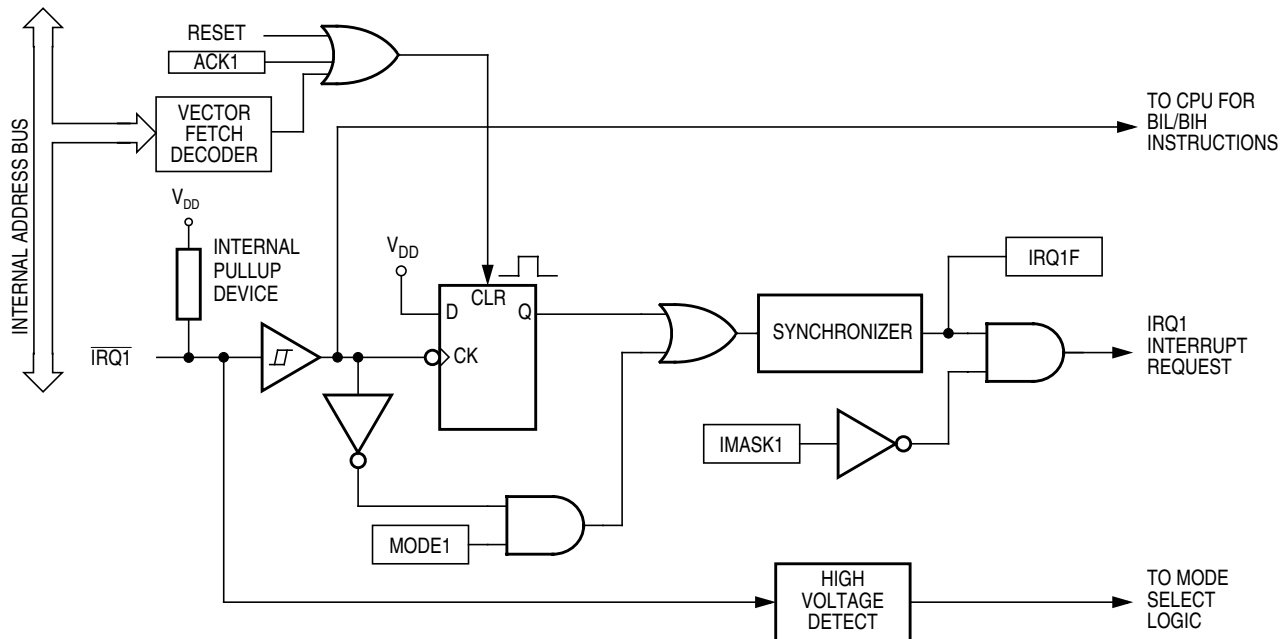 INTERNAL ADDRESS BUS
RESET
ACK1
VECTOR
FETCH
DECODER
TO CPU FOR
BIL/BIH
INSTRUCTIONS
VDD
INTERNAL
PULLUP
DEVICE
VDD
D
CLR
Q
CK
IRQ1
SYNCHRONIZER
IRQ1F
IRQ1
INTERRUPT
REQUEST
IMASK1
MODE1
HIGH
VOLTAGE
DETECT
TO MODE
SELECT
LOGIC